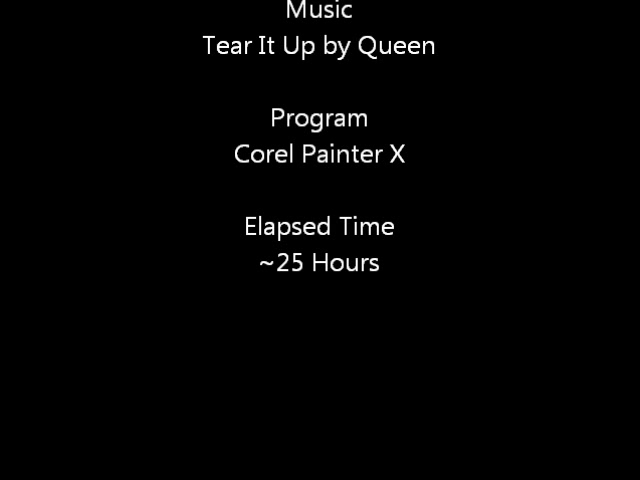 Music
Tear It Up by Queen
Program
Corel Painter X
Elapsed Time
~25 Hours